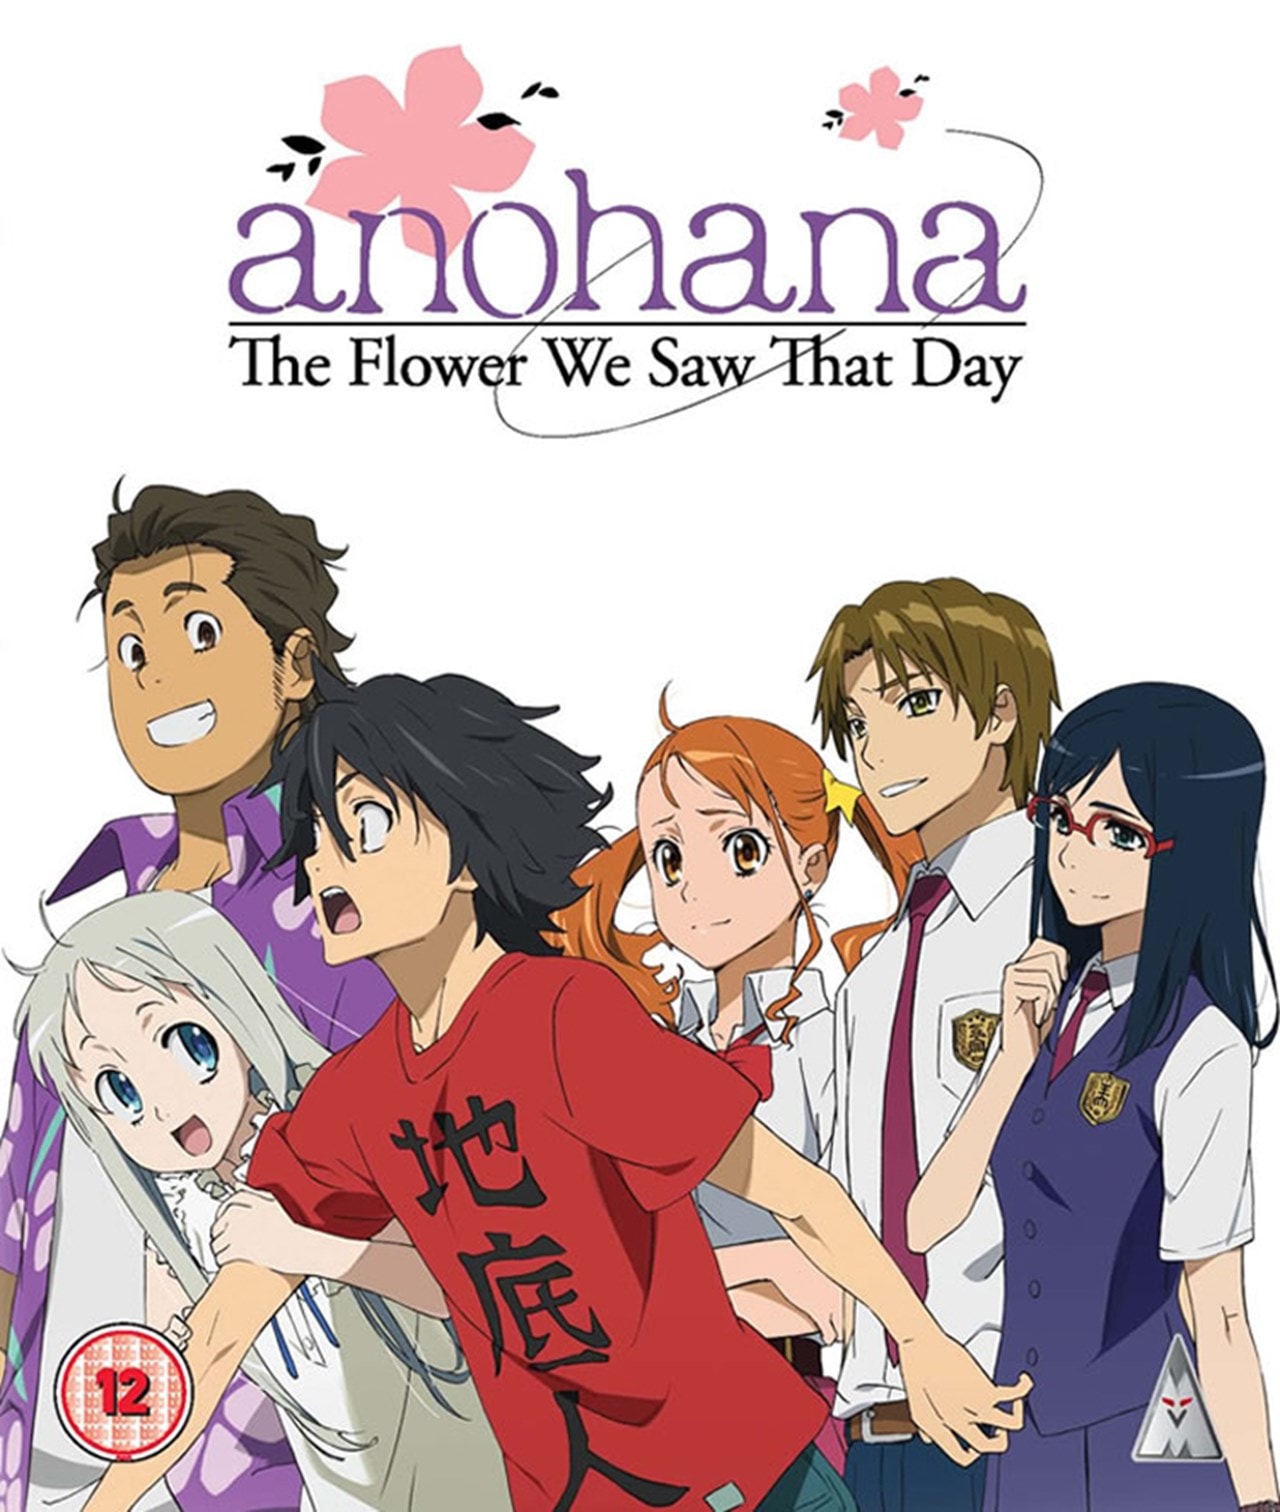 anohana
The Flower We Saw That Day
地底人
12